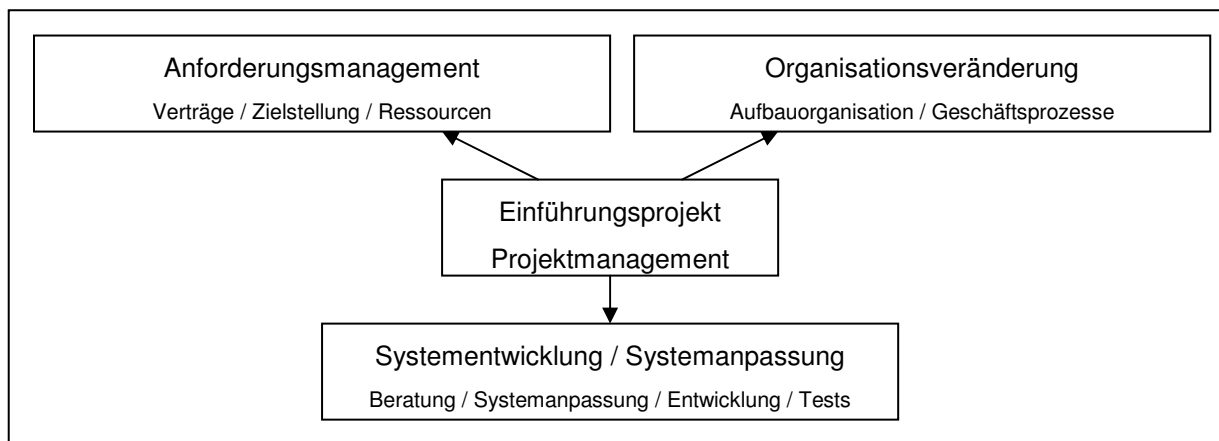 Anforderungsmanagement
Verträge / Zielstellung / Ressourcen
Organisationsveränderung
Aufbauorganisation / Geschäftsprozesse
Einführungsprojekt
Projektmanagement
Systementwicklung / Systemanpassung
Beratung / Systemanpassung / Entwicklung / Tests